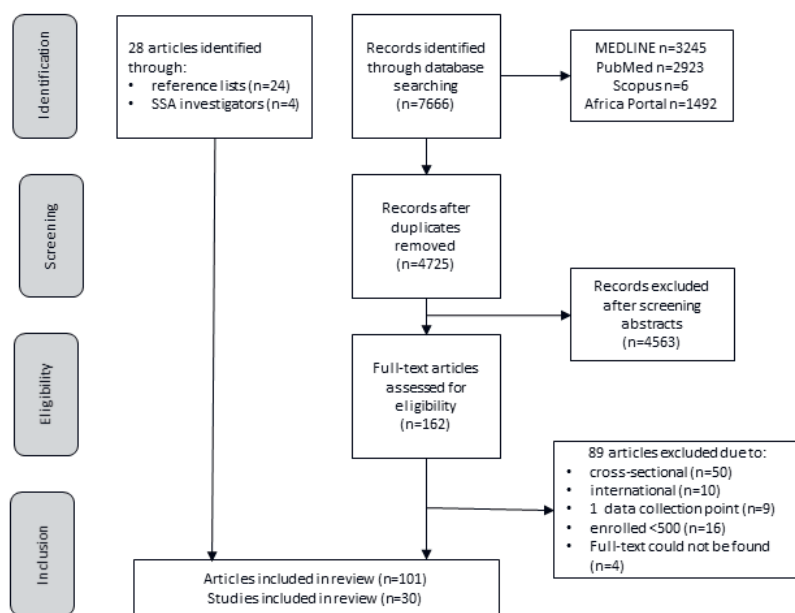 Identification
28 articles identified
through:
• reference lists (n=24)
• SSA investigators (n=4)
Records identified
through database
searching
(n=7666)
MEDLINE n=3245
PubMed n=2923
Scopus n=6
Africa Portal n=1492
Screening
Records after
duplicates
removed
(n=4725)
Records excluded
after screening
abstracts
(n=4563)
Eligibility
Full-text articles
assessed for
eligibility
(n=162)
89 articles excluded due to:
• cross-sectional (n=50)
• international (n=10)
• 1 data collection point (n=9)
• enrolled <500 (n=16)
• Full-text could not be found
(n=4)
Inclusion
Articles included in review (n=101)
Studies included in review (n=30)